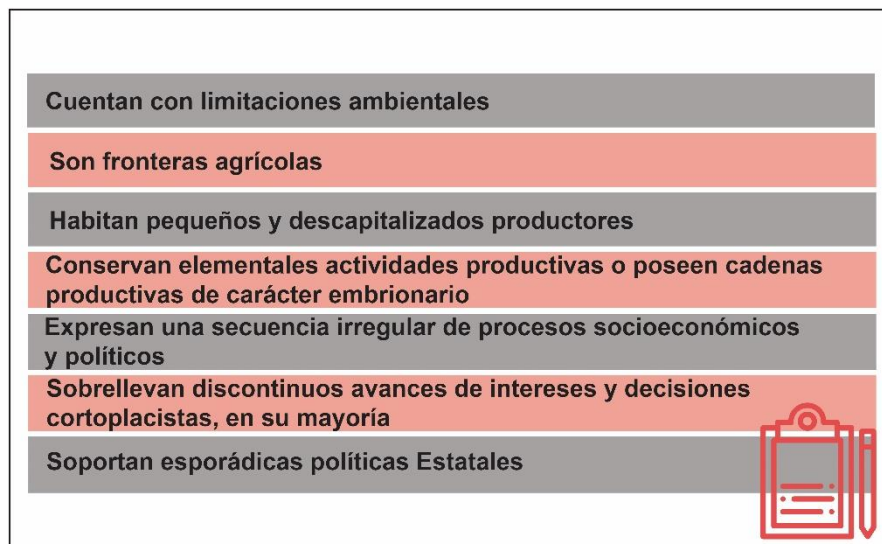 Cuentan con limitaciones ambientales
Son fronteras agrícolas
Habitan pequeños y descapitalizados productores
Conservan elementales actividades productivas o poseen cadenas
productivas de carácter embrionario
Expresan una secuencia irregular de procesos socioeconómicos
y políticos
Sobrellevan discontinuos avances de intereses y decisiones
cortoplacistas, en su mayoría
Soportan esporádicas políticas Estatales